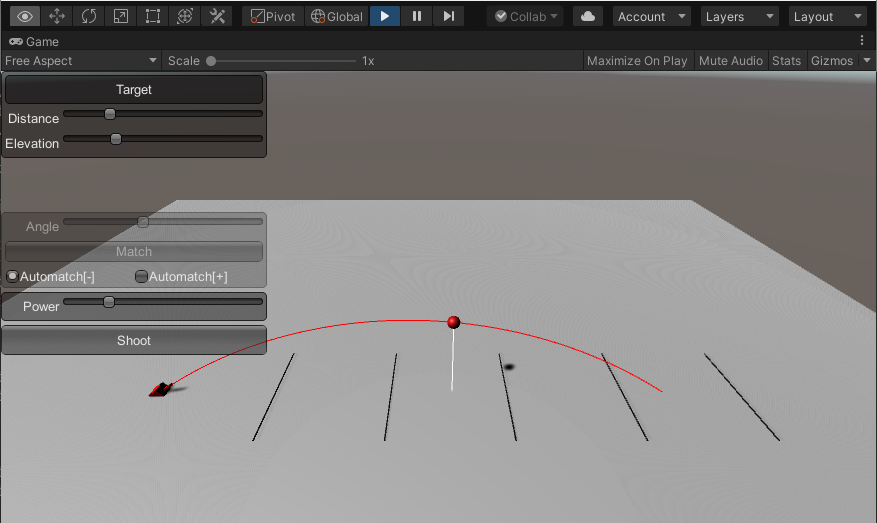 Pivot Global Collab Account Layers Layout
Game
Free Aspect Scale 1x Maximize On Play Mute Audio Stats Gizmos
Target
Distance
Elevation
Angle
Match
Automatch[-] Automatch[+]
Power
Shoot